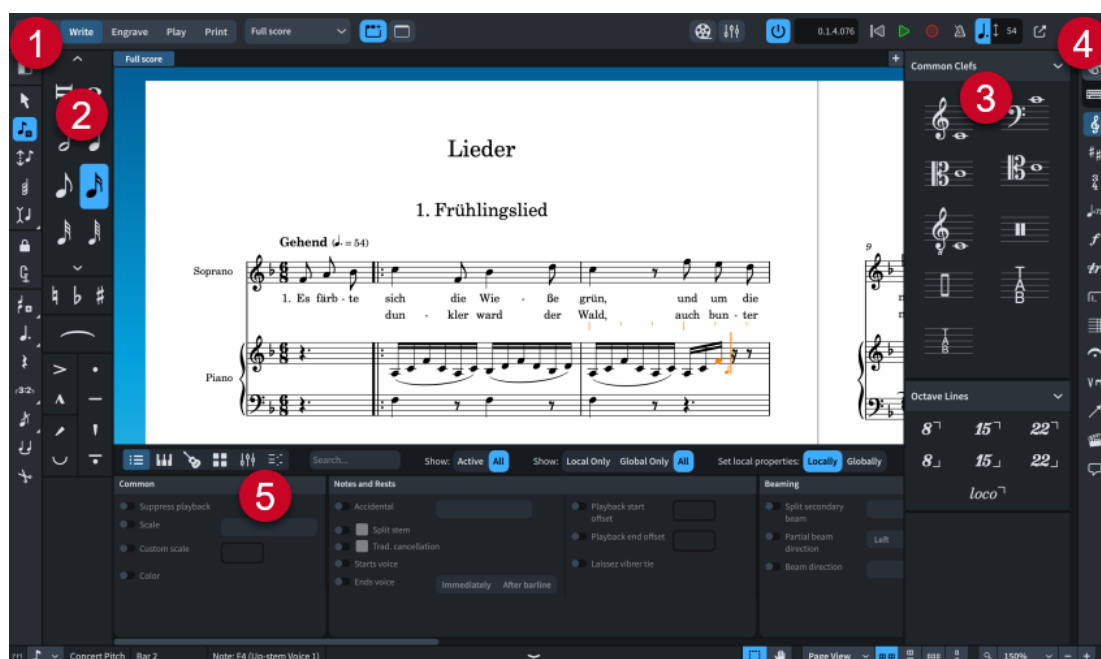 1
Write Engrave Play Print Full score
0.1.4.076
54
4
Full score
+
Common Clefs
2
3
Lieder
1. Frühlingslied
Gehend (♩. = 54)
9
Soprano
1. Es färb - te sich die Wie - ße grün, und um die
dun - kler ward der Wald, auch bun - ter
Piano
3:2
T
A
B
T
A
B
Octave Lines
8 15 22
8 15 22
loco
Search...
Show: Active All
Show: Local Only Global Only All
Set local properties: Locally Globally
5
Common
Notes and Rests
Beaming
Suppress playback
Scale
Custom scale
Color
Accidental
Split stem
Trad. cancellation
Starts voice
Ends voice
Immediately After barline
Playback start
offset
Playback end offset
Laissez vibrer tie
Split secondary
beam
Partial beam
direction
Left
Beam direction
Concert Pitch Bar 2 Note: F4 (Up-stem Voice 1)
Page View 150% − +